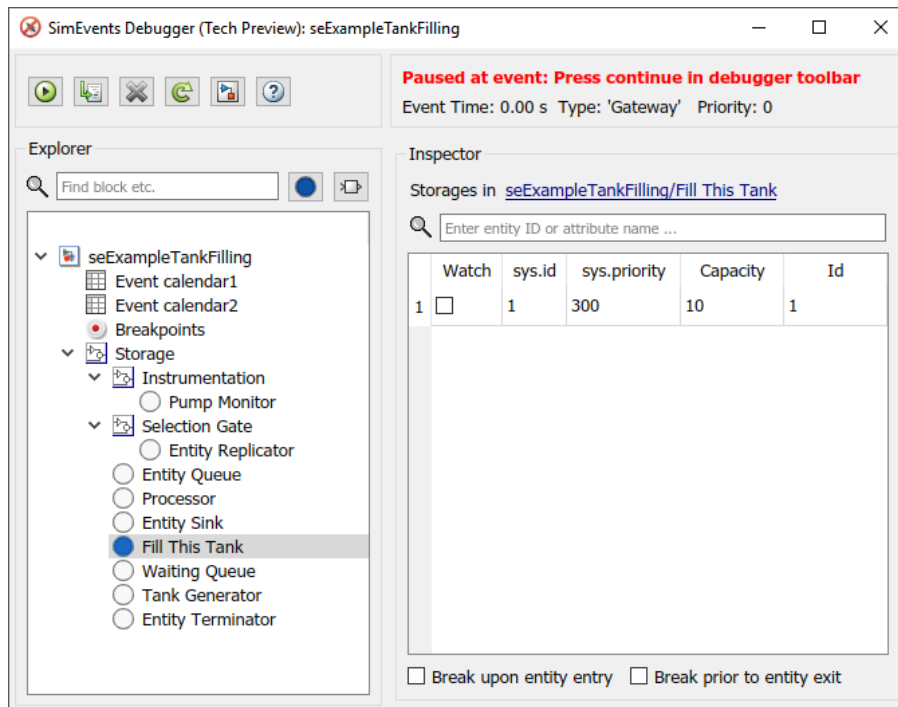 SimEvents Debugger (Tech Preview): seExampleTankFilling
Paused at event: Press continue in debugger toolbar
Event Time: 0.00 s Type: 'Gateway' Priority: 0
Explorer
Find block etc.
seExampleTankFilling
Event calendar1
Event calendar2
Breakpoints
Storage
Instrumentation
Pump Monitor
Selection Gate
Entity Replicator
Entity Queue
Processor
Entity Sink
Fill This Tank
Waiting Queue
Tank Generator
Entity Terminator
Inspector
Storages in seExampleTankFilling/Fill This Tank
Enter entity ID or attribute name ...
Watch sys.id sys.priority Capacity Id
1 1 300 10 1
Break upon entity entry Break prior to entity exit